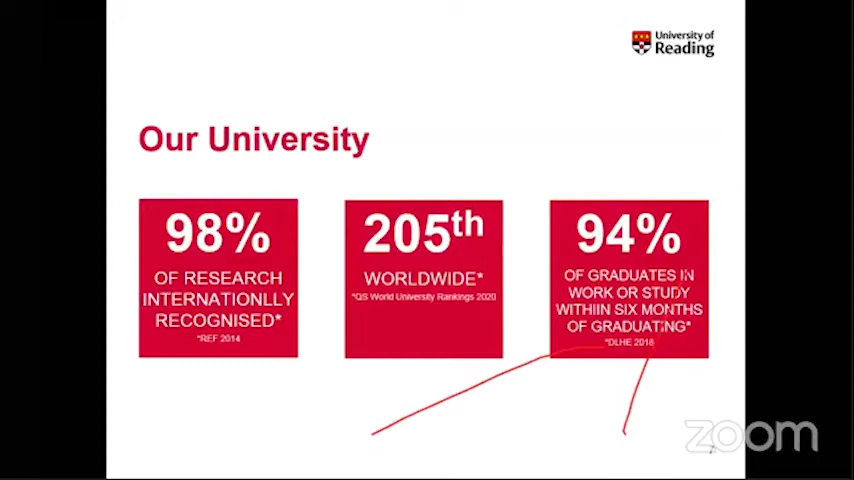 University of
Reading
Our University
98%
OF RESEARCH
INTERNATIONLLY
RECOGNISED*
*REF 2014
205th
WORLDWIDE*
*QS World University Rankings 2020
94%
OF GRADUATES IN
WORK OR STUDY
WITHIIN SIX MONTHS
OF GRADUATING*
*DLHE 2018
zoom